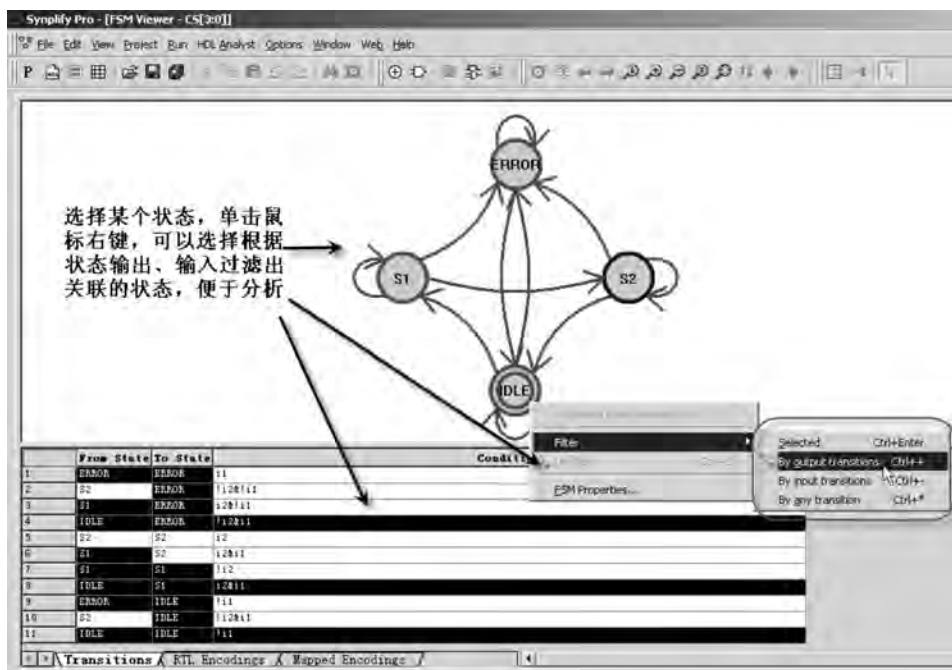 Synplify Pro - [FSM Viewer - CS[3:0]]
File Edit View Project Run HDL Analyst Options Window Web Help
P
ERROR
选择某个状态，单击鼠
标右键，可以选择根据
状态输出、输入过滤出
关联的状态，便于分析
S1
S2
IDLE
Filter
FSM Properties...
Selected Ctrl+Enter
By output transitions Ctrl++
By input transitions Ctrl+-
By any transition Ctrl+*
From State To State Conditi
1 ERROR ERROR i1
2 S2 ERROR !i2&!i1
3 S1 ERROR i2&!i1
4 IDLE ERROR !i2&i1
5 S2 S2 i2
6 S1 S2 i2&i1
7 S1 S1 !i2
8 IDLE S1 i2&i1
9 ERROR IDLE !i1
10 S2 IDLE !i2&i1
11 IDLE IDLE !i1
Transitions RTL Encodings Mapped Encodings